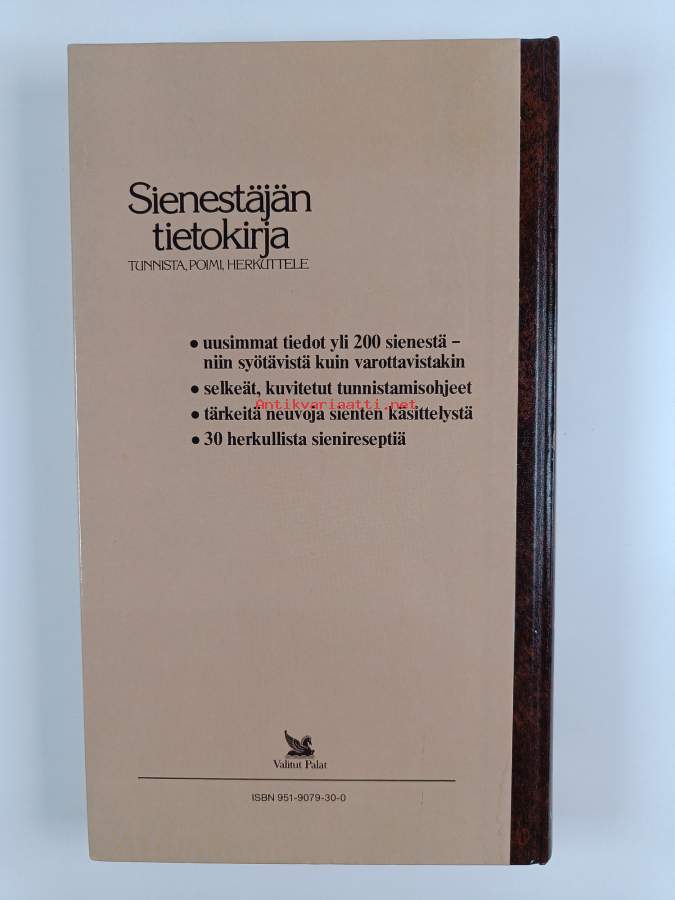 Sienestäjän
tietokirja
TUNNISTA, POIMI, HERKUTTELE
• uusimmat tiedot yli 200 sienestä –
niin syötävistä kuin varottavistakin
• selkeät, kuvitetut tunnistamisohjeet
Antikvariaatti.net
• tärkeitä neuvoja sienten käsittelystä
• 30 herkullista sienireseptiä
Valitut Palat
ISBN 951-9079-30-0